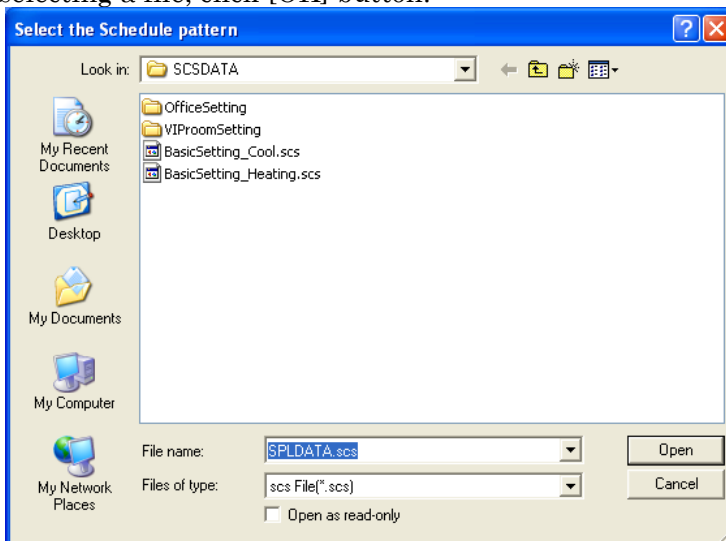 selecting a file, click [OK] button.
Select the Schedule pattern
Look in: SCSDATA
OfficeSetting
VIProomSetting
BasicSetting_Cool.scs
BasicSetting_Heating.scs
My Recent
Documents
Desktop
My Documents
My Computer
My Network
Places
File name: SPLDATA.scs Open
Files of type: scs File(*.scs) Cancel
Open as read-only